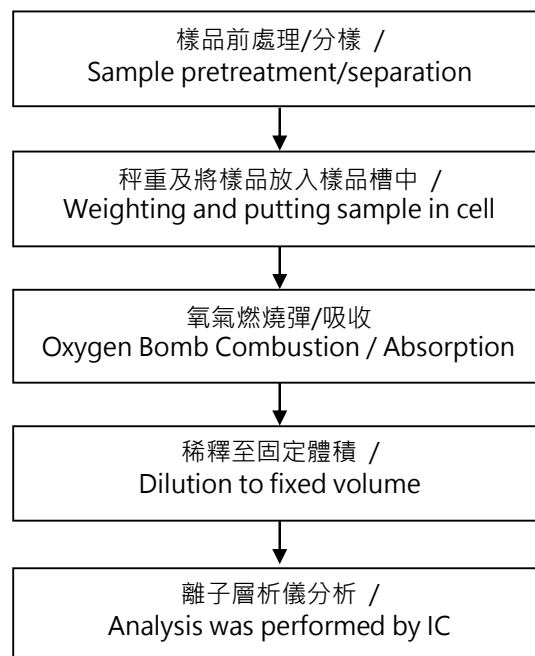 樣品前處理/分樣 /
Sample pretreatment/separation
秤重及將樣品放入樣品槽中 /
Weighting and putting sample in cell
氧氣燃燒彈/吸收
Oxygen Bomb Combustion / Absorption
稀釋至固定體積 /
Dilution to fixed volume
離子層析儀分析 /
Analysis was performed by IC